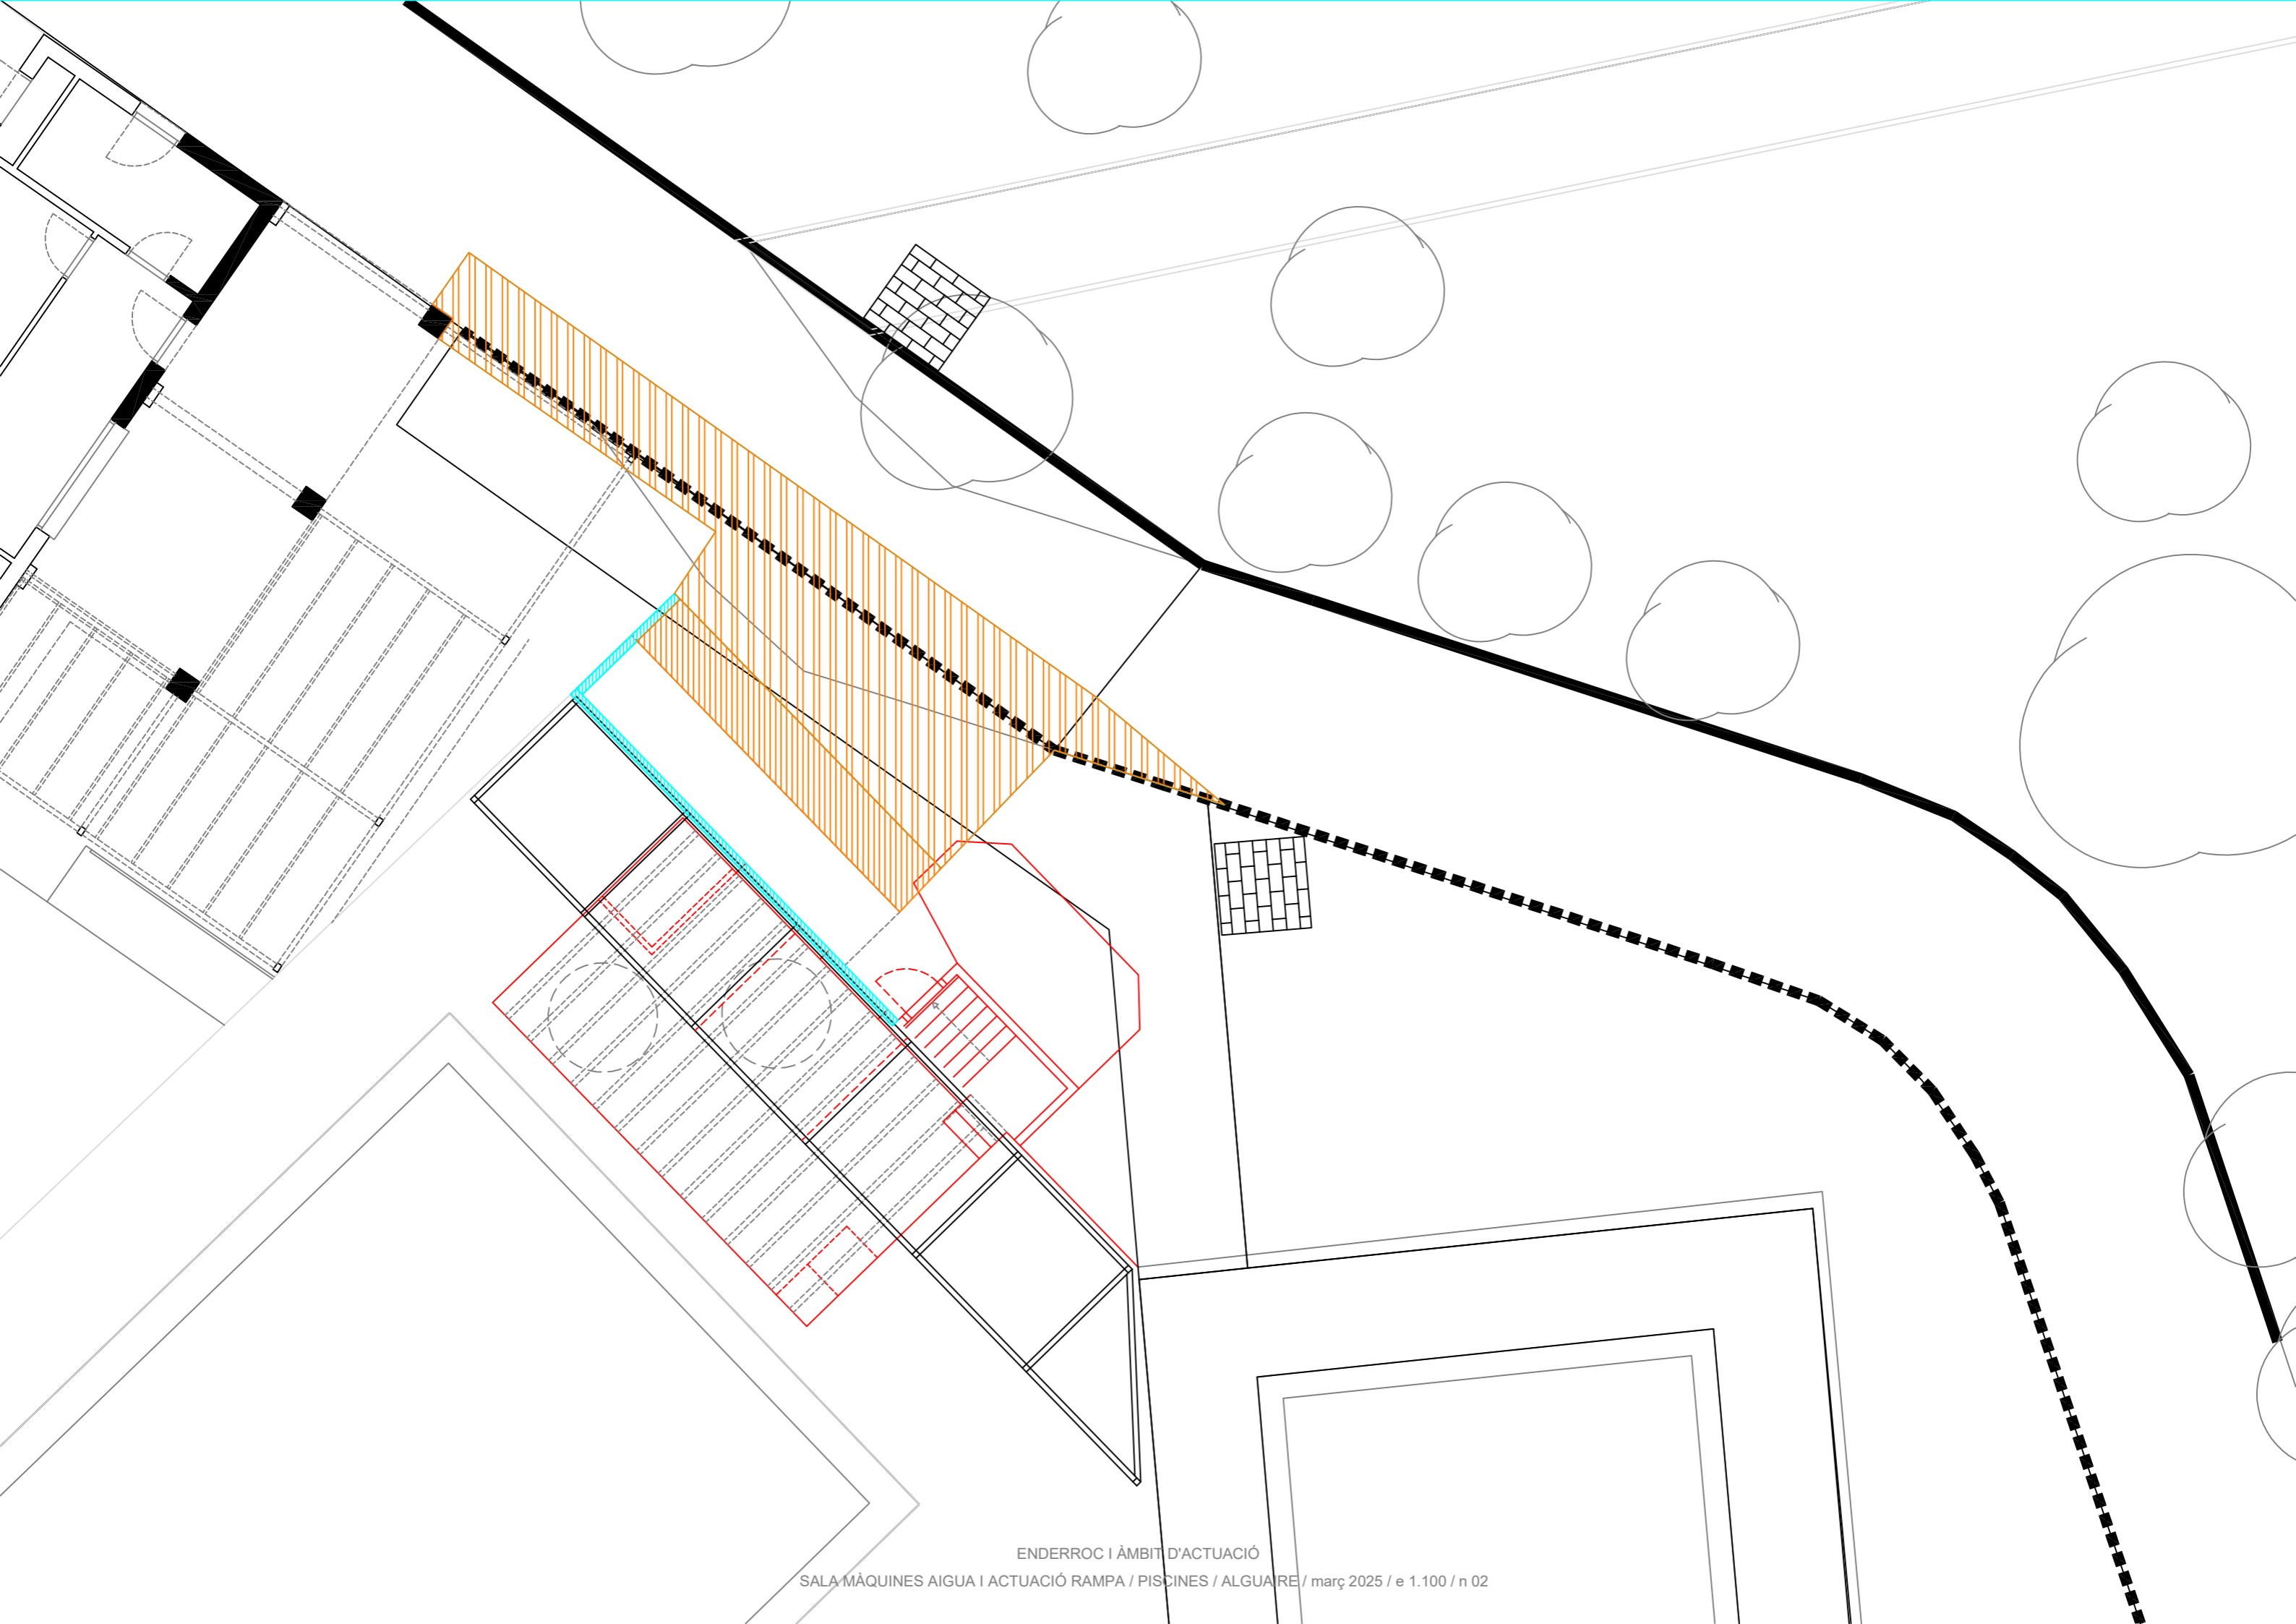 ENDERROC I ÀMBIT D'ACTUACIÓ
SALA MÀQUINES AIGUA I ACTUACIÓ RAMPA / PISCINES / ALGUAIRE / març 2025 / e 1.100 / n 02